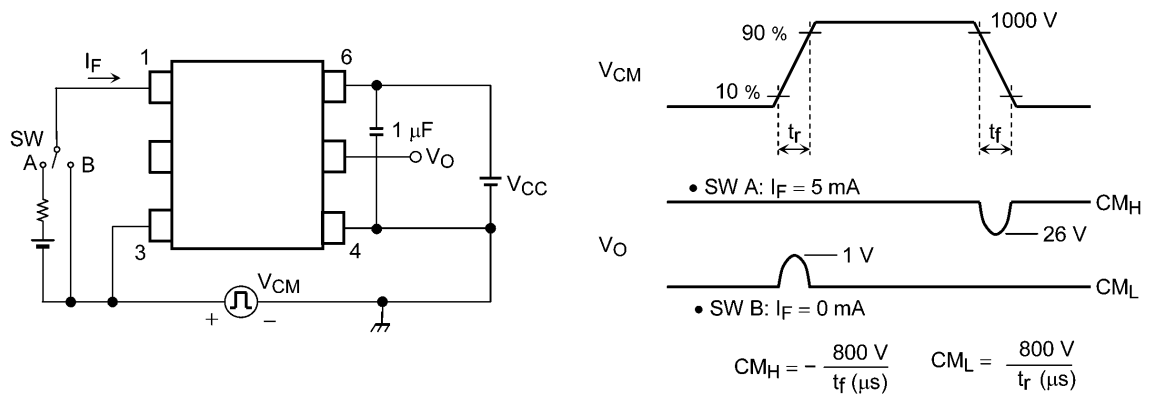 I_F
1
6
SW
A
B
1 μF
V_O
V_CC
3
4
V_CM
+
−
V_CM
90 %
10 %
1000 V
t_r
t_f
• SW A: I_F = 5 mA
CM_H
26 V
V_O
1 V
CM_L
• SW B: I_F = 0 mA
CM_H = − 800 V / t_f (μs)
CM_L = 800 V / t_r (μs)